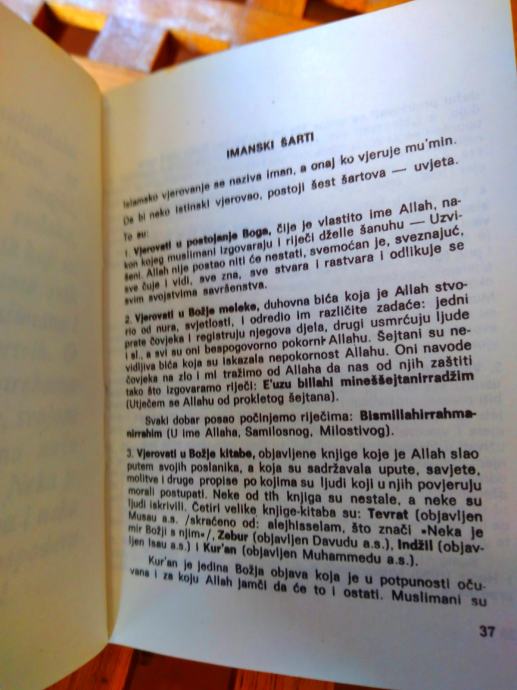 IMANSKI ŠARTI
Islamsko vjerovanje se naziva iman, a onaj ko vjeruje mu'min.
Da bi neko istinski vjerovao, postoji šest šartova — uvjeta.
To su:
1. Vjerovati u postojanje Boga, čije je vlastito ime Allah, na-
kon kojeg muslimani izgovaraju i riječi dželle šanuhu — Uzvi-
šeni. Allah nije postao niti će nestati, svemoćan je, sveznajuć,
sve čuje i vidi, sve zna, sve stvara i rastvara i odlikuje se
svim svojstvima savršenstva.
2. Vjerovati u Božje meleke, duhovna bića koja je Allah stvo-
rio od nura, svjetlosti, i odredio im različite zadaće: jedni
prate čovjeka i registruju njegova djela, drugi usmrćuju ljude
i sl., a svi su oni bespogovorno pokorni Allahu. Šejtani su ne-
vidljiva bića koja su iskazala nepokornost Allahu. Oni navode
čovjeka na zlo i mi tražimo od Allaha da nas od njih zaštiti
tako što izgovaramo riječi: E'uzu billahi mineššejtanirradžim
(Utječem se Allahu od prokletog šejtana).
Svaki dobar posao počinjemo riječima: Bismillahirrahma-
nirrahim (U ime Allaha, Samilosnog, Milostivog).
3. Vjerovati u Božje kitabe, objavljene knjige koje je Allah slao
putem svojih poslanika, a koja su sadržavala upute, savjete,
molitve i druge propise po kojima su ljudi koji u njih povjeruju
morali postupati. Neke od tih knjiga su nestale, a neke su
ljudi iskrivili. Četiri velike knjige-kitaba su: Tevrat (objavljen
Musau a.s. /skraćeno od: alejhisselam, što znači »Neka je
mir Božji s njim«/, Zebur (objavljen Davudu a.s.), Indžil (objav-
ljen Isau a.s.) i Kur'an (objavljen Muhammedu a.s.).
Kur'an je jedina Božja objava koja je u potpunosti oču-
vana i za koju Allah jamči da će to i ostati. Muslimani su
37